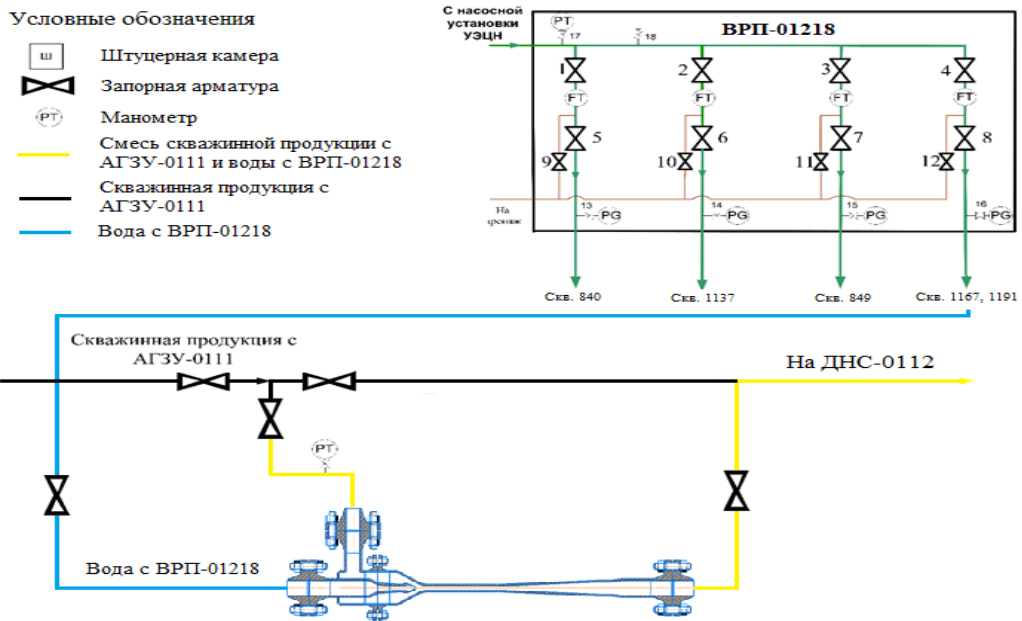 Условные обозначения
Ш
Штуцерная камера
Запорная арматура
PT
Манометр
Смесь скважинной продукции с
АГЗУ-0111 и воды с ВРП-01218
Скважинная продукция с
АГЗУ-0111
Вода с ВРП-01218
С насосной
установки
УЭЦН
PT
17
18
ВРП-01218
1
2
3
4
FT
FT
FT
FT
5
6
7
8
9
10
11
12
На
дренаж
13
PG
14
PG
15
PG
16
PG
Скв. 840
Скв. 1137
Скв. 849
Скв. 1167, 1191
Скважинная продукция с
АГЗУ-0111
На ДНС-0112
PT
Вода с ВРП-01218